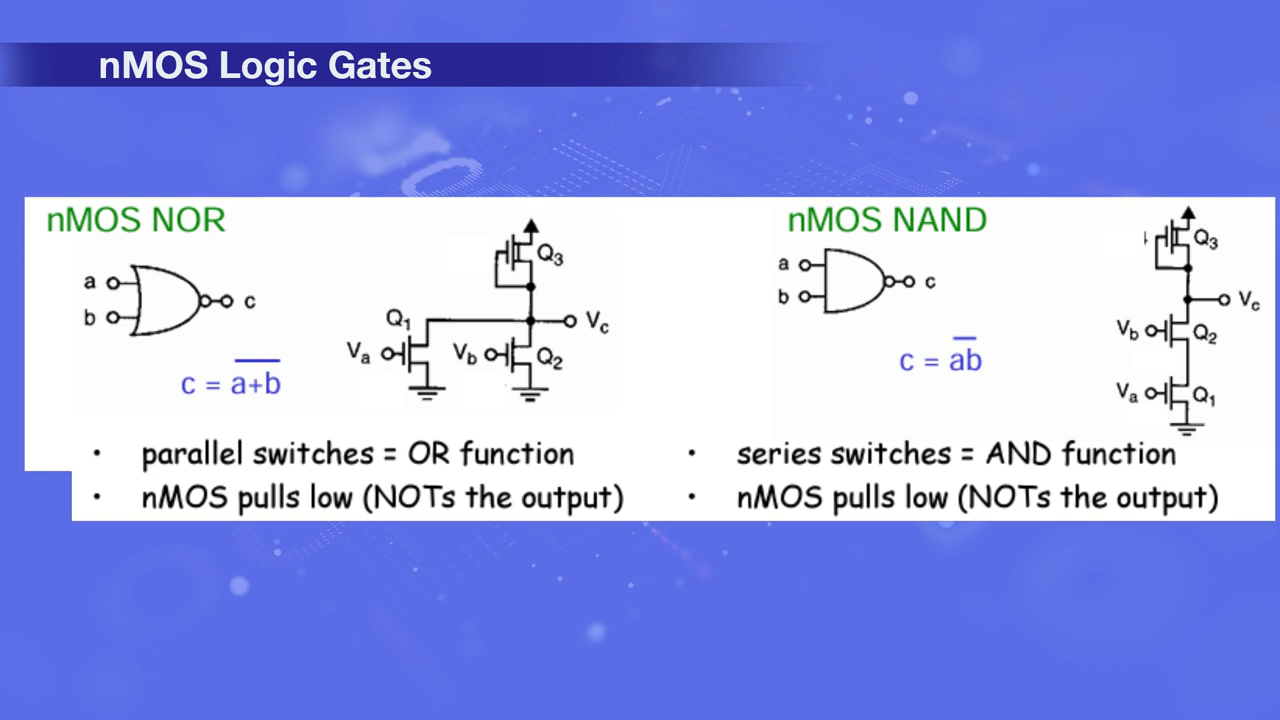 nMOS Logic Gates
nMOS NOR
a
b
c
c = a+b
Q3
Q1
Vc
Va
Vb
Q2
• parallel switches = OR function
• nMOS pulls low (NOTs the output)
nMOS NAND
a
b
c
c = ab
Q3
Vc
Vb
Q2
Va
Q1
• series switches = AND function
• nMOS pulls low (NOTs the output)